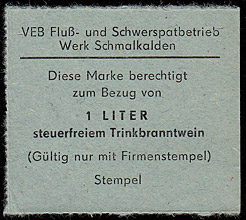 VEB Fluß- und Schwerspatbetrieb
Werk Schmalkalden
Diese Marke berechtigt
zum Bezug von
1 LITER
steuerfreiem Trinkbranntwein
(Gültig nur mit Firmenstempel)
Stempel